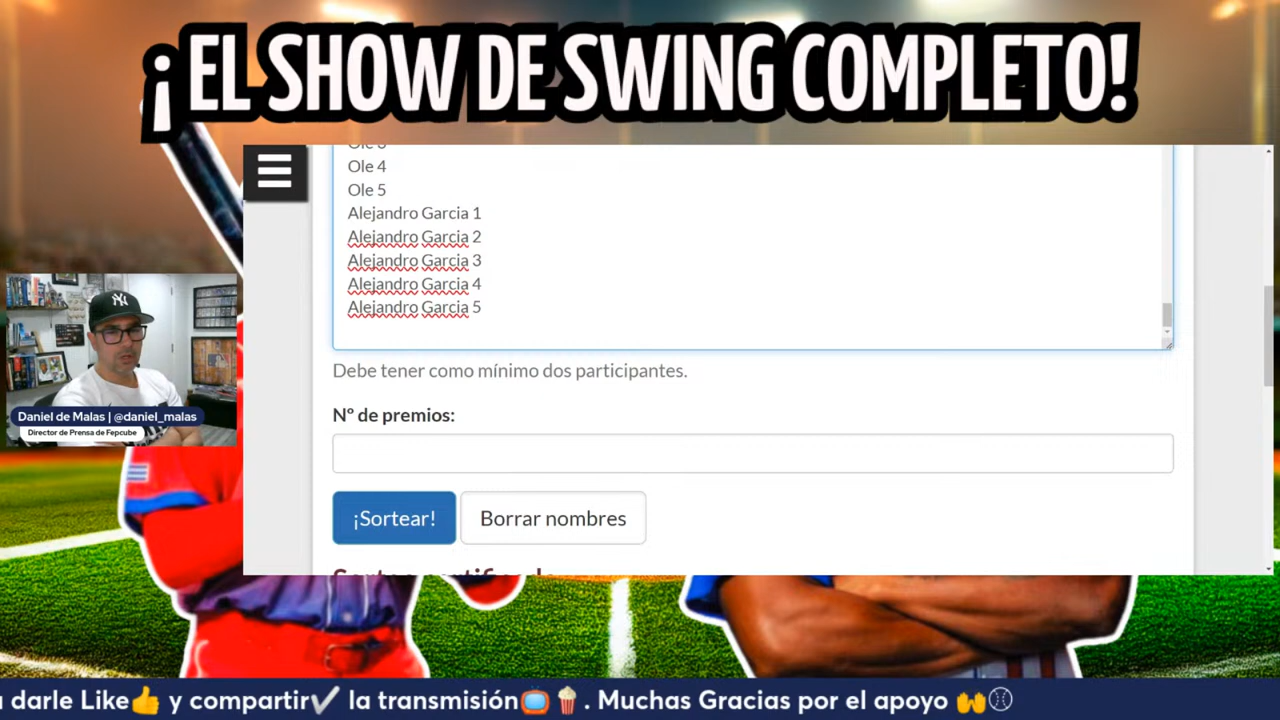 ¡EL SHOW DE SWING COMPLETO!
Ole 4
Ole 5
Alejandro Garcia 1
Alejandro Garcia 2
Alejandro Garcia 3
Alejandro Garcia 4
Alejandro Garcia 5
Debe tener como mínimo dos participantes.
Nº de premios:
¡Sortear! Borrar nombres
Daniel de Malas | @daniel_malas
Director de Prensa de Fepcube
a darle Like👍 y compartir✔️ la transmisión📺🍿. Muchas Gracias por el apoyo 🙌⚾